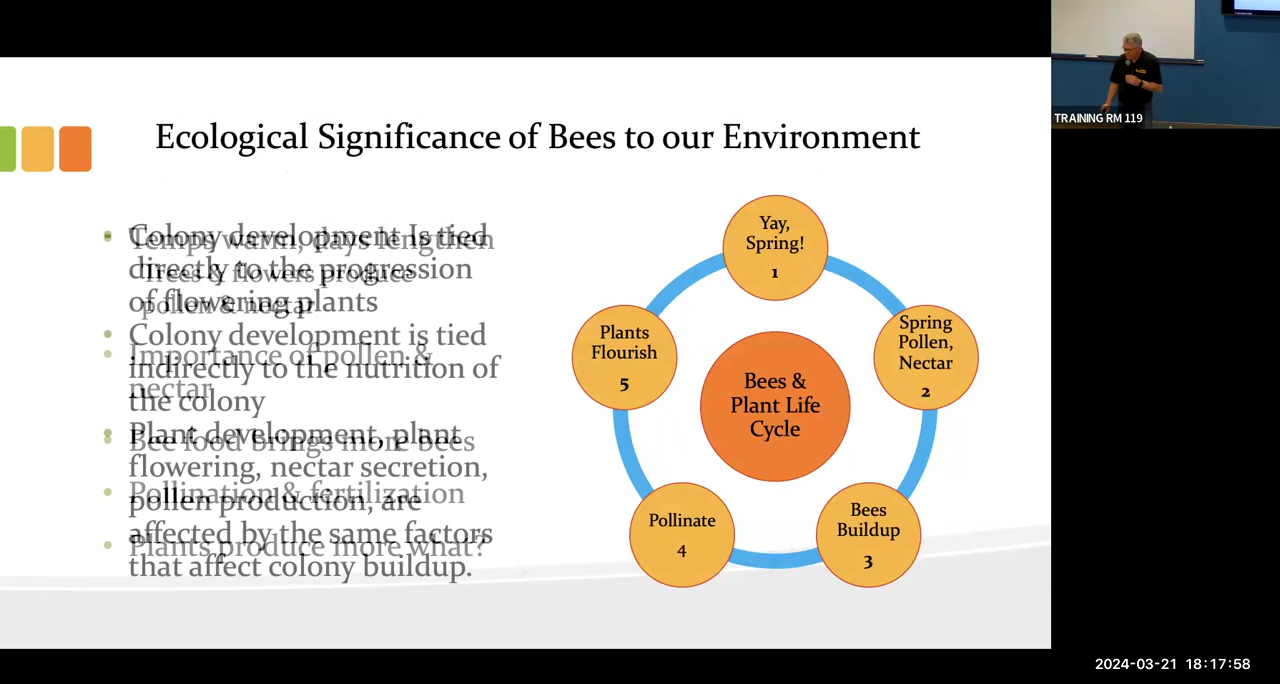 Ecological Significance of Bees to our Environment
Colony development Is tied
directly to the progression
of flowering plants
Colony development is tied
indirectly to the nutrition of
the colony
Plant development, plant
flowering, nectar secretion,
pollen production, are
affected by the same factors
that affect colony buildup.
Temps warm, days lengthen
Trees & flowers produce
pollen & nectar
Importance of pollen &
nectar
Bee food brings more bees
Pollination & fertilization
Plants produce more what?
Yay,
Spring!
1
Spring
Pollen,
Nectar
2
Bees
Buildup
3
Pollinate
4
Plants
Flourish
5
Bees &
Plant Life
Cycle
TRAINING RM 119
2024-03-21 18:17:58